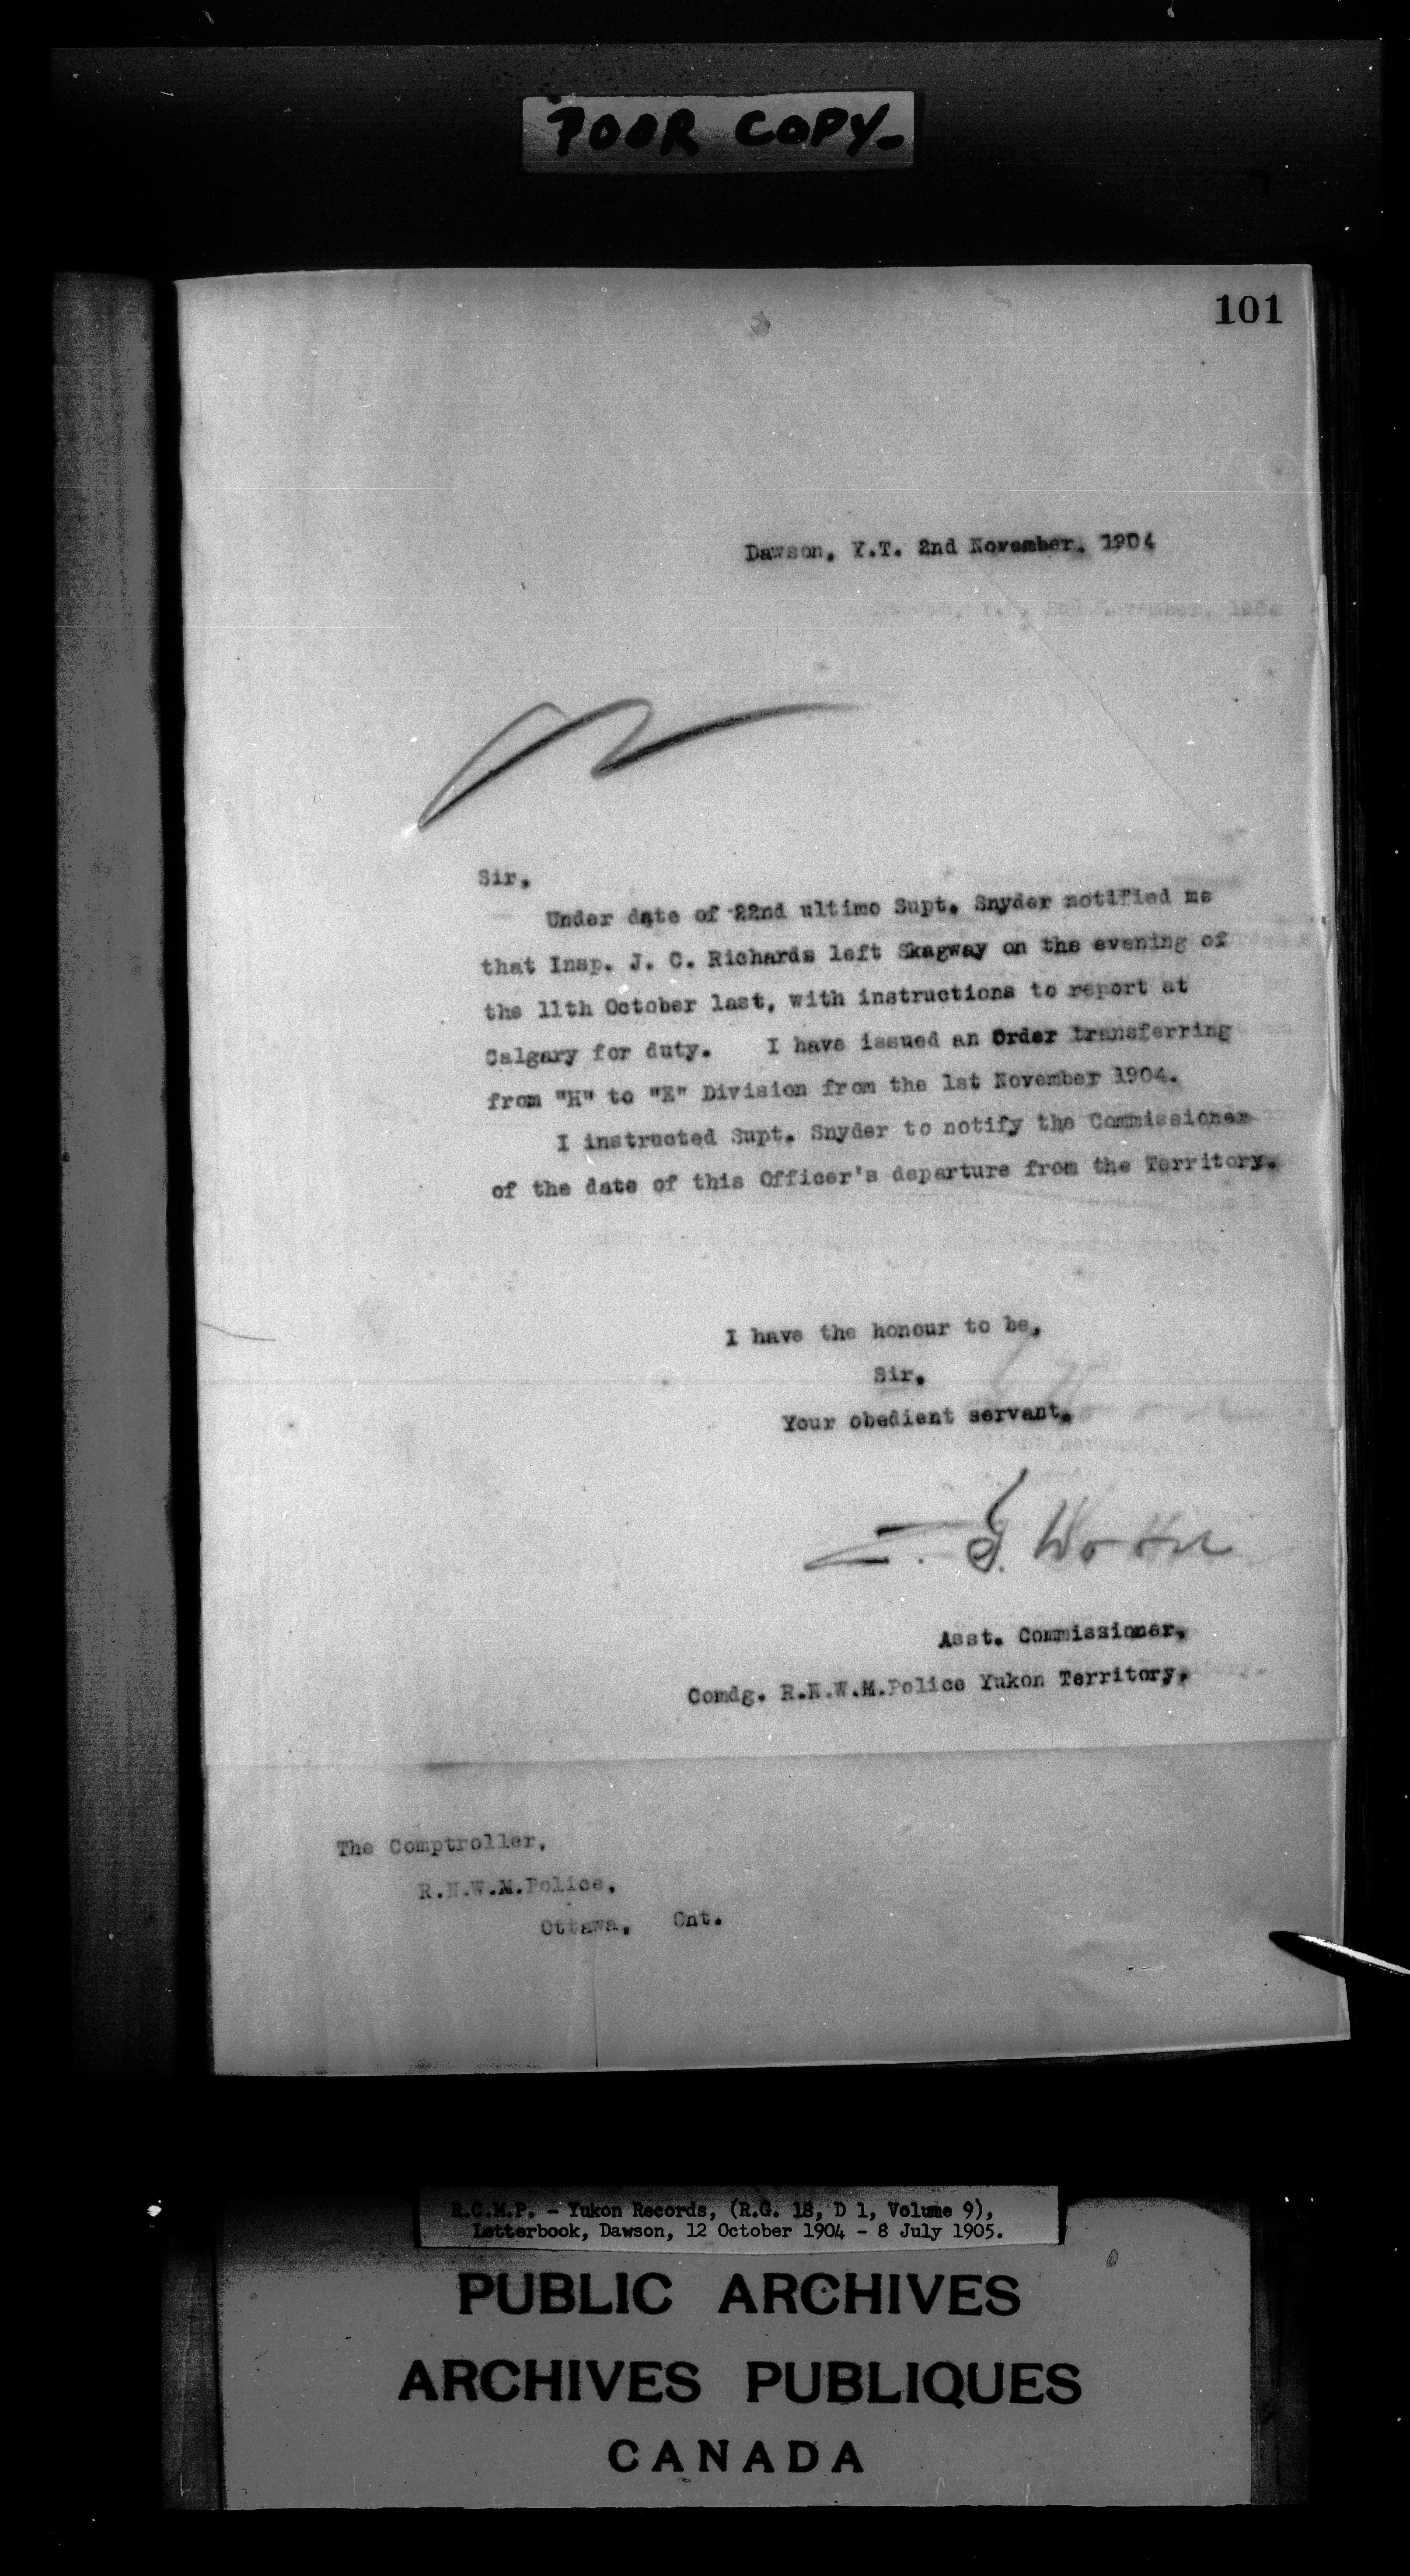 POOR COPY.
101
Dawson, Y.T. 2nd November. 1904
Sir,
Under date of 22nd ultimo Supt. Snyder notified me
that Insp. J. C. Richards left Skagway on the evening of
the 11th October last, with instructions to report at
Calgary for duty. I have issued an Order transferring
from "H" to "E" Division from the 1st November 1904.
I instructed Supt. Snyder to notify the Commissioner
of the date of this Officer's departure from the Territory.
I have the honour to be,
Sir,
Your obedient servant,
Z. T. Wood
Asst. Commissioner,
Comdg. R.N.W.M.Police Yukon Territory,
The Comptroller,
R.N.W.M.Police,
Ottawa, Ont.
R.C.M.P. - Yukon Records, (R.G. 18, D 1, Volume 9),
Letterbook, Dawson, 12 October 1904 - 8 July 1905.
PUBLIC ARCHIVES
ARCHIVES PUBLIQUES
CANADA